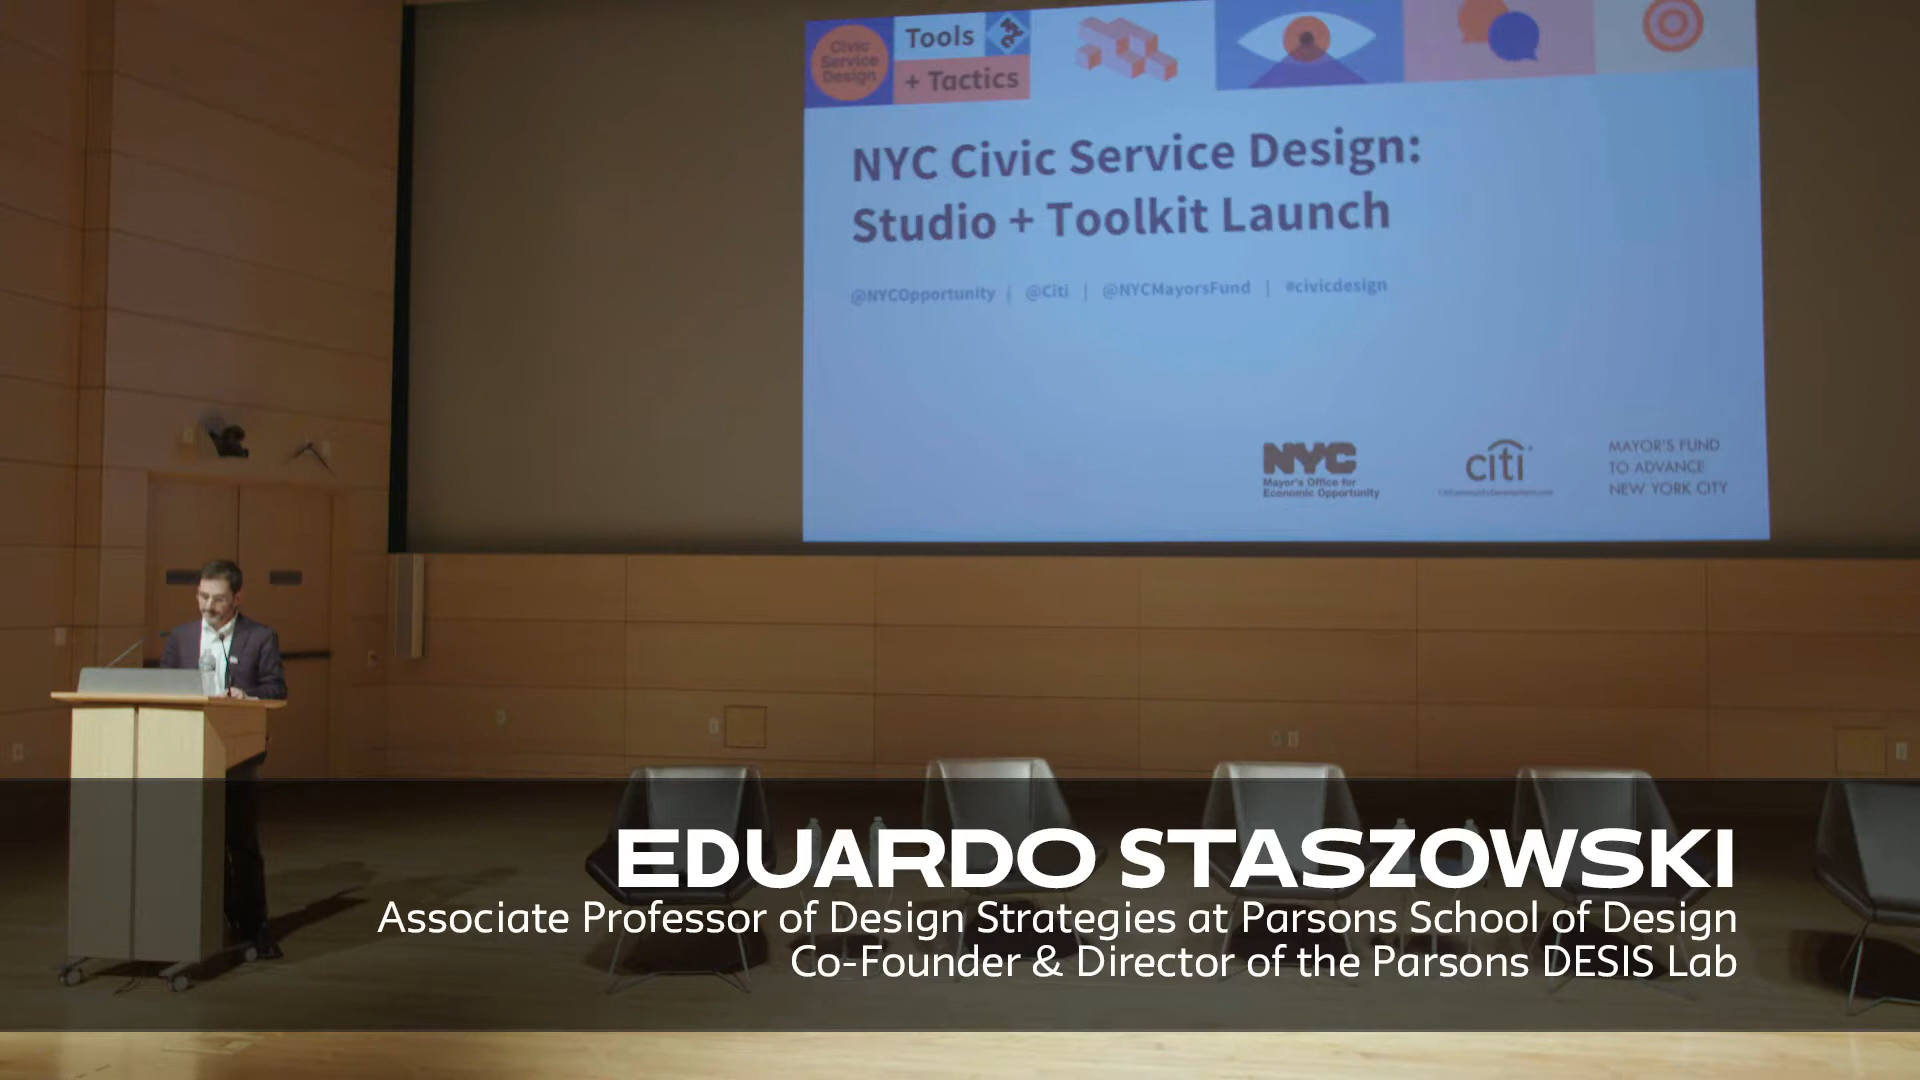 Civic
Service
Design
Tools
+ Tactics
NYC Civic Service Design:
Studio + Toolkit Launch
@NYCOpportunity | @Citi | @NYCMayorsFund | #civicdesign
NYC
Mayor's Office for
Economic Opportunity
citi
MAYOR'S FUND
TO ADVANCE
NEW YORK CITY
EDUARDO STASZOWSKI
Associate Professor of Design Strategies at Parsons School of Design
Co-Founder & Director of the Parsons DESIS Lab